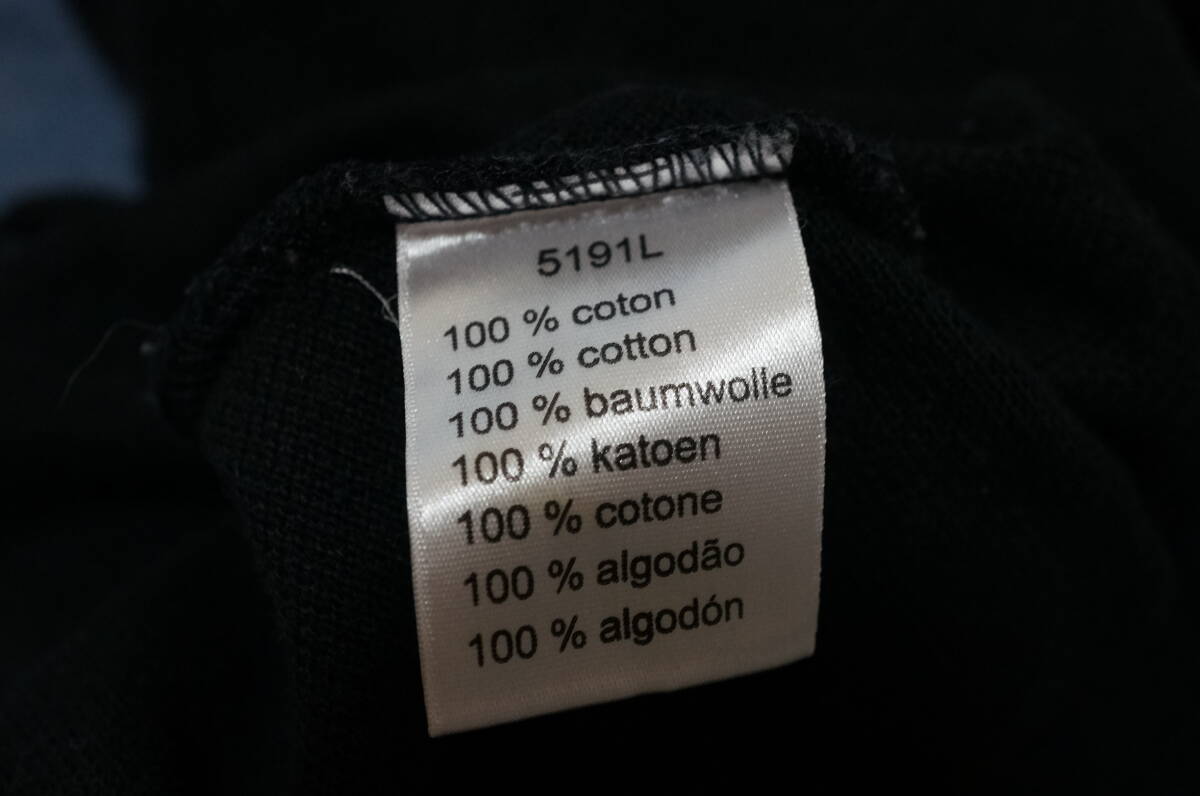 5191L
100 % coton
100 % cotton
100 % baumwolle
100 % katoen
100 % cotone
100 % algodão
100 % algodón